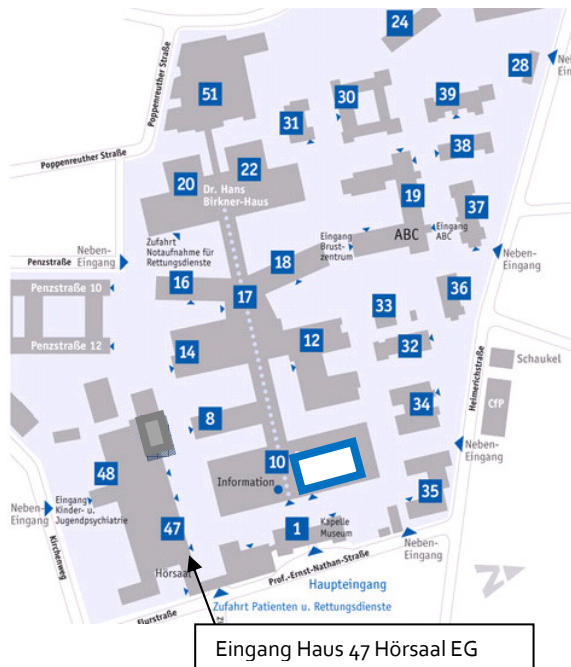 24
28
Neben-
Ein
Poppenreuther Straße
51
31
30
39
38
Poppenreuther Straße
20
22
Dr. Hans
Birkner-Haus
19
37
Zufahrt
Notaufnahme für
Rettungsdienste
Eingang
Brust-
zentrum
ABC
Eingang
ABC
Neben-
Eingang
Penzstraße
Neben-
Eingang
18
16
17
36
Penzstraße 10
33
12
32
Penzstraße 12
14
Heimerichstraße
Schaukel
CfP
34
8
Neben-
Eingang
10
48
Information
35
Eingang
Kinder- u.
Jugendpsychiatrie
Neben-
Eingang
47
1
Kapelle
Museum
Neben-
Eingang
Kirchenweg
Hörsaal
Prof.-Ernst-Nathan-Straße
Haupteingang
Flurstraße
Zufahrt Patienten u. Rettungsdienste
Z
Eingang Haus 47 Hörsaal EG